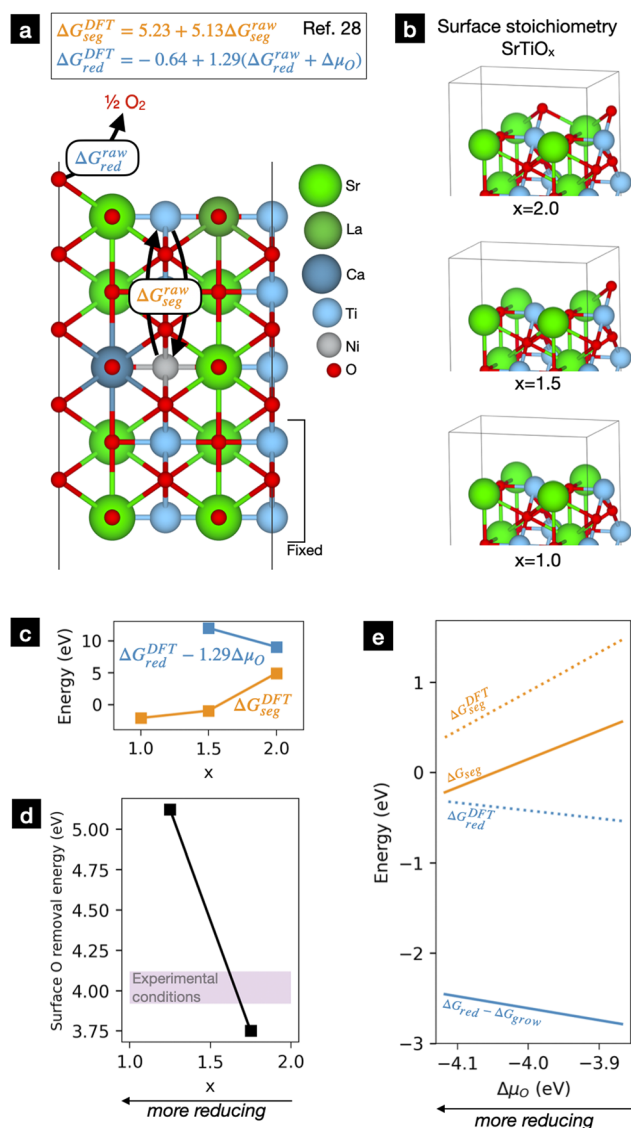 a
ΔG_seg^DFT = 5.23 + 5.13ΔG_seg^raw Ref. 28
ΔG_red^DFT = − 0.64 + 1.29(ΔG_red^raw + Δμ_O)
½ O₂
ΔG_red^raw
ΔG_seg^raw
Sr
La
Ca
Ti
Ni
O
Fixed
b
Surface stoichiometry
SrTiOₓ
x=2.0
x=1.5
x=1.0
c
Energy (eV)
10
5
0
ΔG_red^DFT − 1.29Δμ_O
ΔG_seg^DFT
1.0 1.5 2.0
x
d
Surface O removal energy (eV)
5.00
4.75
4.50
4.25
4.00
3.75
Experimental
conditions
1.0 1.5 2.0
x
more reducing
e
Energy (eV)
1
0
−1
−2
−3
ΔG_seg^DFT
ΔG_seg
ΔG_red^DFT
ΔG_red − ΔG_grow
−4.1 −4.0 −3.9
Δμ_O (eV)
more reducing